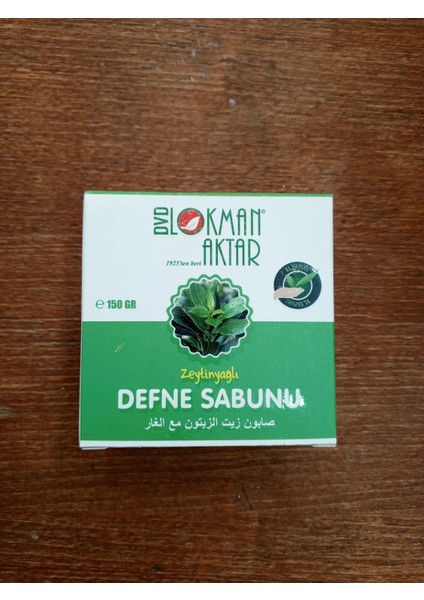 DVD LOKMAN®
AKTAR
1925'ten beri
℮ 150 GR
Zeytinyağlı
DEFNE SABUNU
صابون زيت الزيتون مع الغار